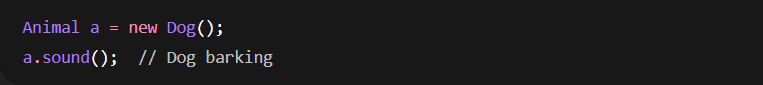 Animal a = new Dog();
a.sound();  // Dog barking